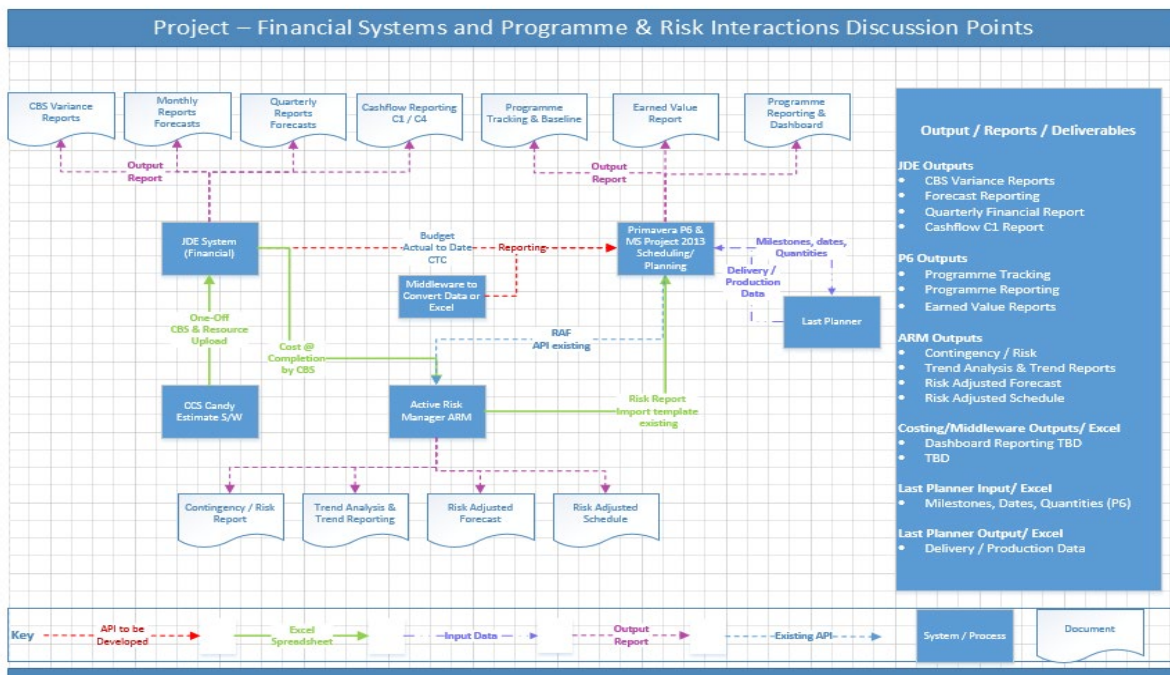 Project – Financial Systems and Programme & Risk Interactions Discussion Points
CBS Variance
Reports
Monthly
Reports
Forecasts
Quarterly
Reports
Forecasts
Cashflow Reporting
C1 / C4
Programme
Tracking & Baseline
Earned Value
Report
Programme
Reporting &
Dashboard
Output
Report
Output
Report
JDE System
(Financial)
Budget
Actual to Date
CTC
Reporting
Primavera P6 &
MS Project 2013
Scheduling/
Planning
Milestones, dates,
Quantities
Delivery /
Production
Data
Middleware to
Convert Data or
Excel
Last Planner
One-Off
CBS & Resource
Upload
Cost @
Completion
by CBS
RAF
API existing
CCS Candy
Estimate S/W
Active Risk
Manager ARM
Risk Report
Import template
existing
Contingency / Risk
Report
Trend Analysis &
Trend Reporting
Risk Adjusted
Forecast
Risk Adjusted
Schedule
Output / Reports / Deliverables
JDE Outputs
• CBS Variance Reports
• Forecast Reporting
• Quarterly Financial Report
• Cashflow C1 Report
P6 Outputs
• Programme Tracking
• Programme Reporting
• Earned Value Reports
ARM Outputs
• Contingency / Risk
• Trend Analysis & Trend Reports
• Risk Adjusted Forecast
• Risk Adjusted Schedule
Costing/Middleware Outputs/ Excel
• Dashboard Reporting TBD
• TBD
Last Planner Input/ Excel
• Milestones, Dates, Quantities (P6)
Last Planner Output/ Excel
• Delivery / Production Data
Key
API to be
Developed
Excel
Spreadsheet
Input Data
Output
Report
Existing API
System / Process
Document